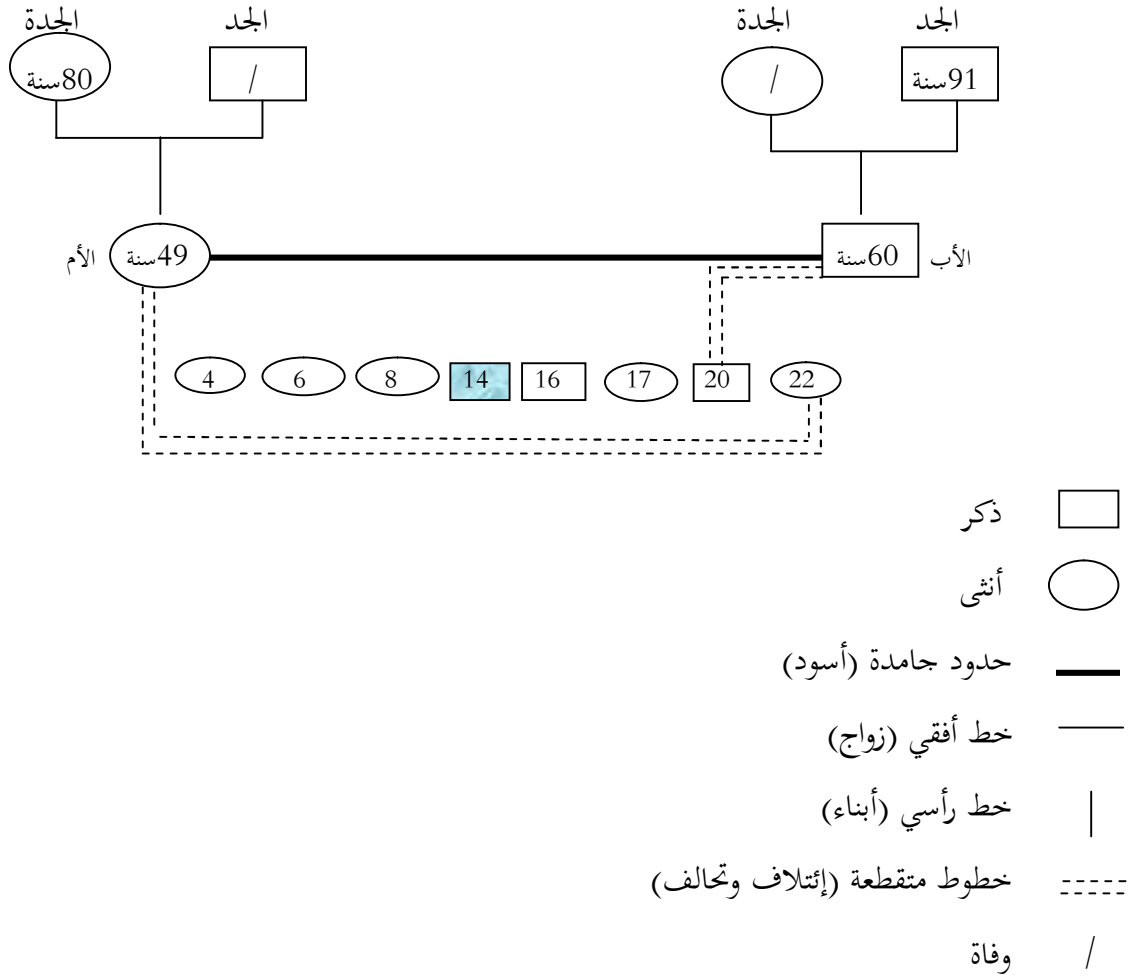 الجد الجدة الجد الجدة
91سنة / / 80سنة
الأب 60سنة 49سنة الأم
22 20 17 16 14 8 6 4
ذكر
أنثى
حدود جامدة (أسود)
خط أفقي (زواج)
خط رأسي (أبناء)
خطوط متقطعة (إئتلاف وتحالف)
/ وفاة